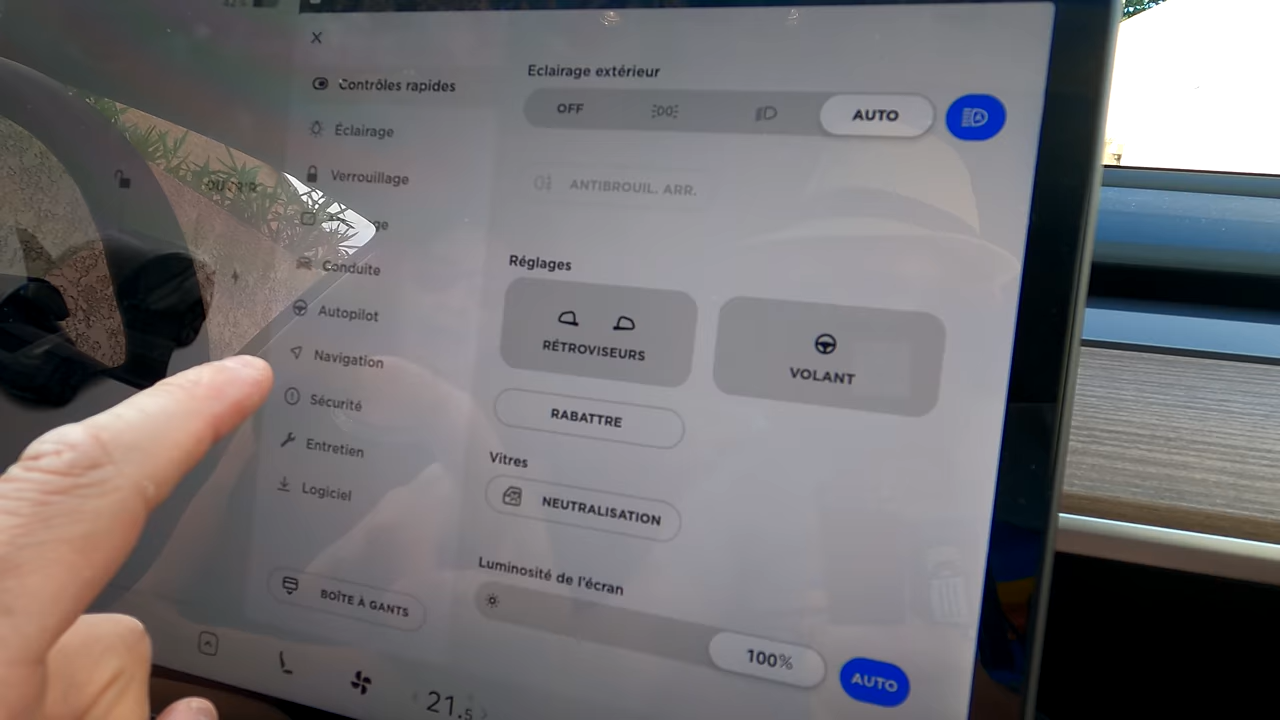 Contrôles rapides
Éclairage
Verrouillage
Conduite
Autopilot
Navigation
Sécurité
Entretien
Logiciel
BOÎTE À GANTS
21.5
Eclairage extérieur
OFF
AUTO
ANTIBROUIL. ARR.
Réglages
RÉTROVISEURS
VOLANT
RABATTRE
Vitres
NEUTRALISATION
Luminosité de l'écran
100%
AUTO